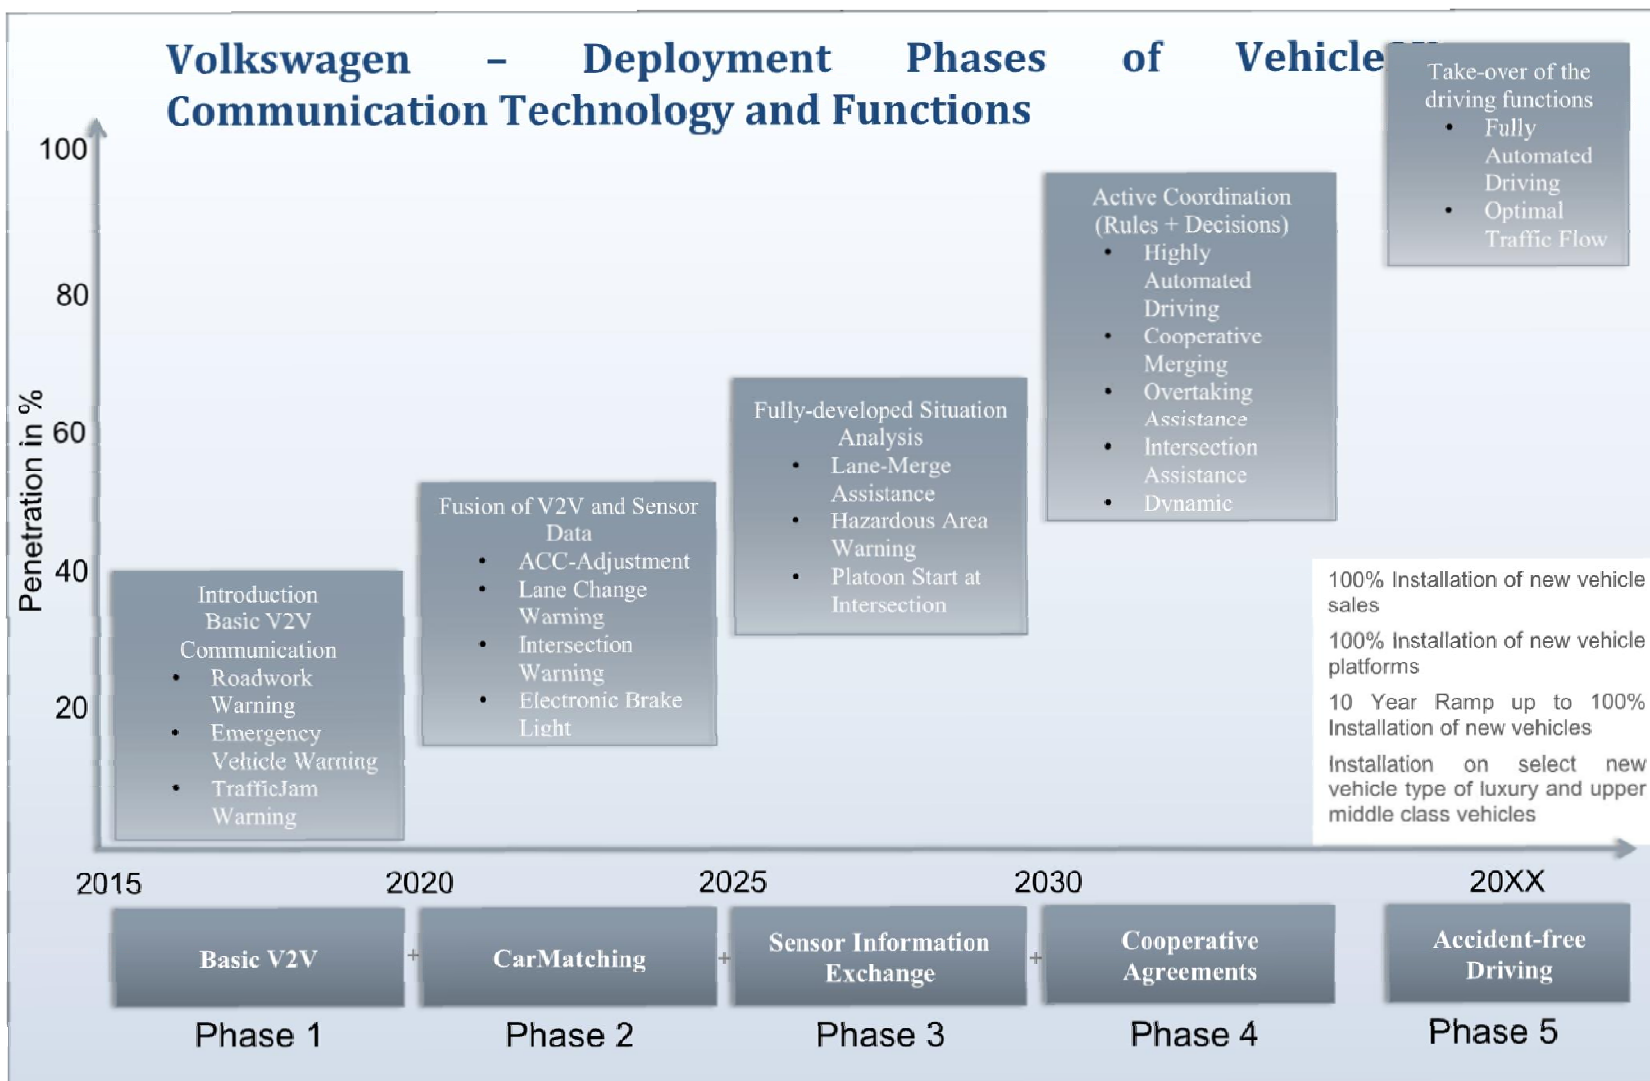 Volkswagen – Deployment Phases of Vehicle
Communication Technology and Functions
Penetration in %
100
80
60
40
20
Introduction
Basic V2V
Communication
• Roadwork
Warning
• Emergency
Vehicle Warning
• TrafficJam
Warning
Fusion of V2V and Sensor
Data
• ACC-Adjustment
• Lane Change
Warning
• Intersection
Warning
• Electronic Brake
Light
Fully-developed Situation
Analysis
• Lane-Merge
Assistance
• Hazardous Area
Warning
• Platoon Start at
Intersection
Active Coordination
(Rules + Decisions)
• Highly
Automated
Driving
• Cooperative
Merging
• Overtaking
Assistance
• Intersection
Assistance
• Dynamic
Take-over of the
driving functions
• Fully
Automated
Driving
• Optimal
Traffic Flow
100% Installation of new vehicle
sales
100% Installation of new vehicle
platforms
10 Year Ramp up to 100%
Installation of new vehicles
Installation on select new
vehicle type of luxury and upper
middle class vehicles
2015 2020 2025 2030 20XX
Basic V2V
+
CarMatching
+
Sensor Information
Exchange
+
Cooperative
Agreements
Accident-free
Driving
Phase 1 Phase 2 Phase 3 Phase 4 Phase 5